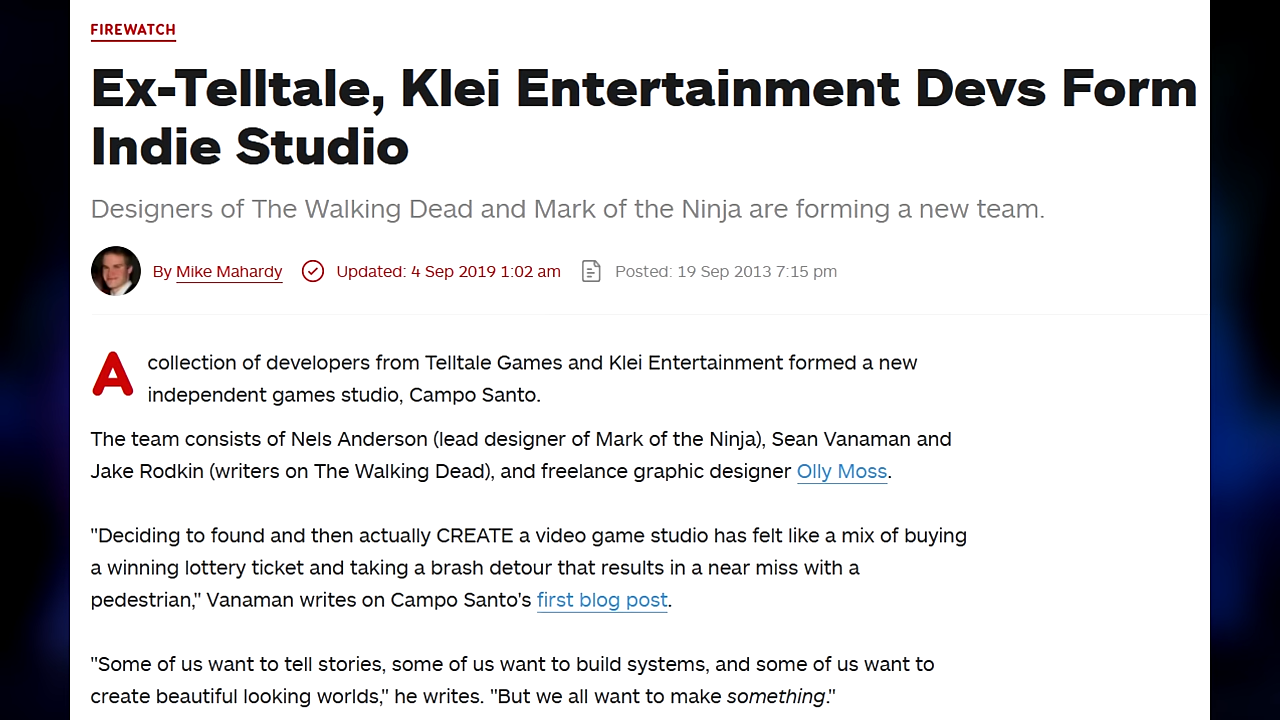 FIREWATCH
Ex-Telltale, Klei Entertainment Devs Form
Indie Studio
Designers of The Walking Dead and Mark of the Ninja are forming a new team.
By Mike Mahardy Updated: 4 Sep 2019 1:02 am Posted: 19 Sep 2013 7:15 pm
A collection of developers from Telltale Games and Klei Entertainment formed a new
independent games studio, Campo Santo.
The team consists of Nels Anderson (lead designer of Mark of the Ninja), Sean Vanaman and
Jake Rodkin (writers on The Walking Dead), and freelance graphic designer Olly Moss.
"Deciding to found and then actually CREATE a video game studio has felt like a mix of buying
a winning lottery ticket and taking a brash detour that results in a near miss with a
pedestrian," Vanaman writes on Campo Santo's first blog post.
"Some of us want to tell stories, some of us want to build systems, and some of us want to
create beautiful looking worlds," he writes. "But we all want to make something."